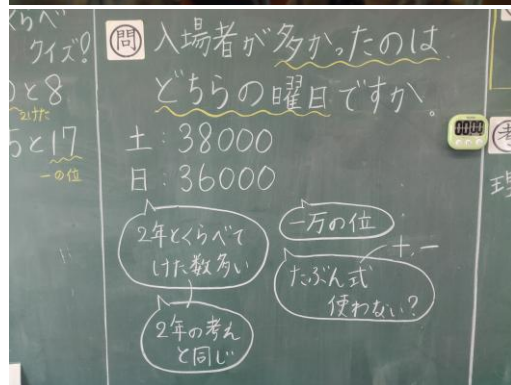 くらべ
クイズ!
と8
2けた
5と17
一の位
問 入場者が多かったのは
どちらの曜日ですか。
土:38000
日:36000
2年とくらべて
けた数多い
2年の考え
と同じ
一万の位
+,-
たぶん式
使わない?
00:00
考